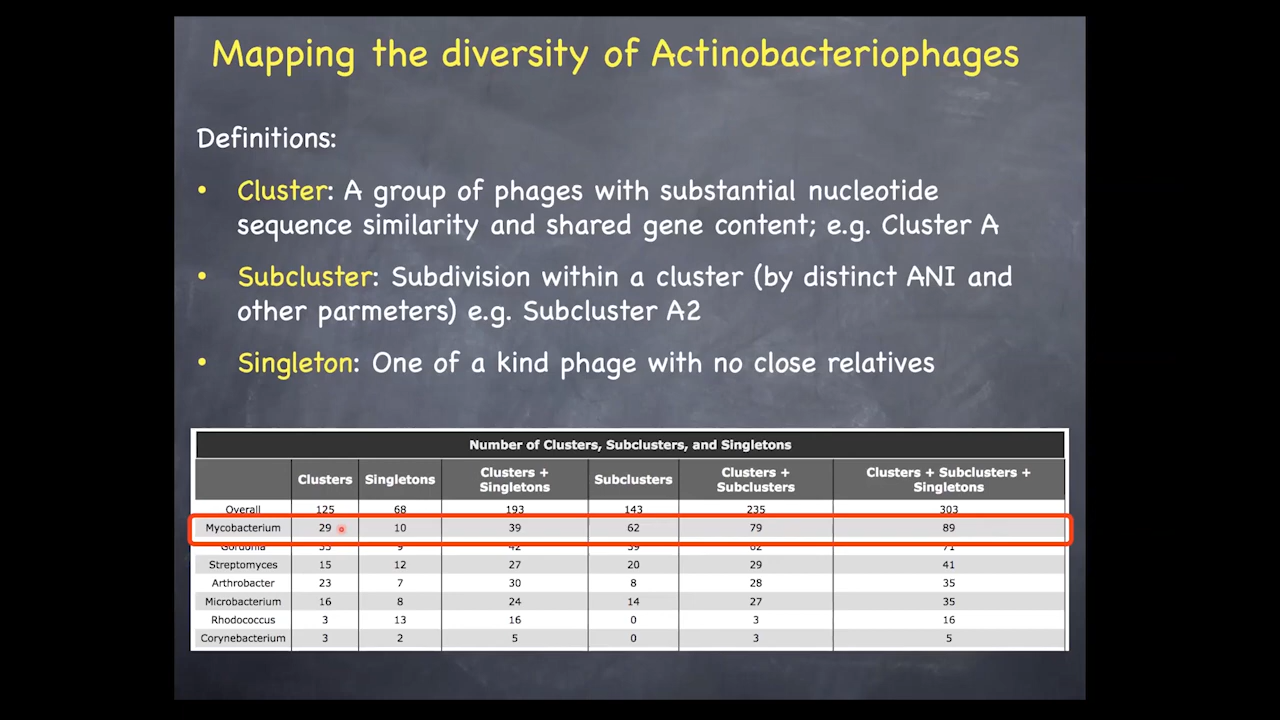 Mapping the diversity of Actinobacteriophages
Definitions:
• Cluster: A group of phages with substantial nucleotide
sequence similarity and shared gene content; e.g. Cluster A
• Subcluster: Subdivision within a cluster (by distinct ANI and
other parmeters) e.g. Subcluster A2
• Singleton: One of a kind phage with no close relatives
Number of Clusters, Subclusters, and Singletons
Clusters Singletons Clusters + Singletons Subclusters Clusters + Subclusters Clusters + Subclusters + Singletons
Overall 125 68 193 143 235 303
Mycobacterium 29 10 39 62 79 89
Gordonia 33 9 42 39 62 71
Streptomyces 15 12 27 20 29 41
Arthrobacter 23 7 30 8 28 35
Microbacterium 16 8 24 14 27 35
Rhodococcus 3 13 16 0 3 16
Corynebacterium 3 2 5 0 3 5